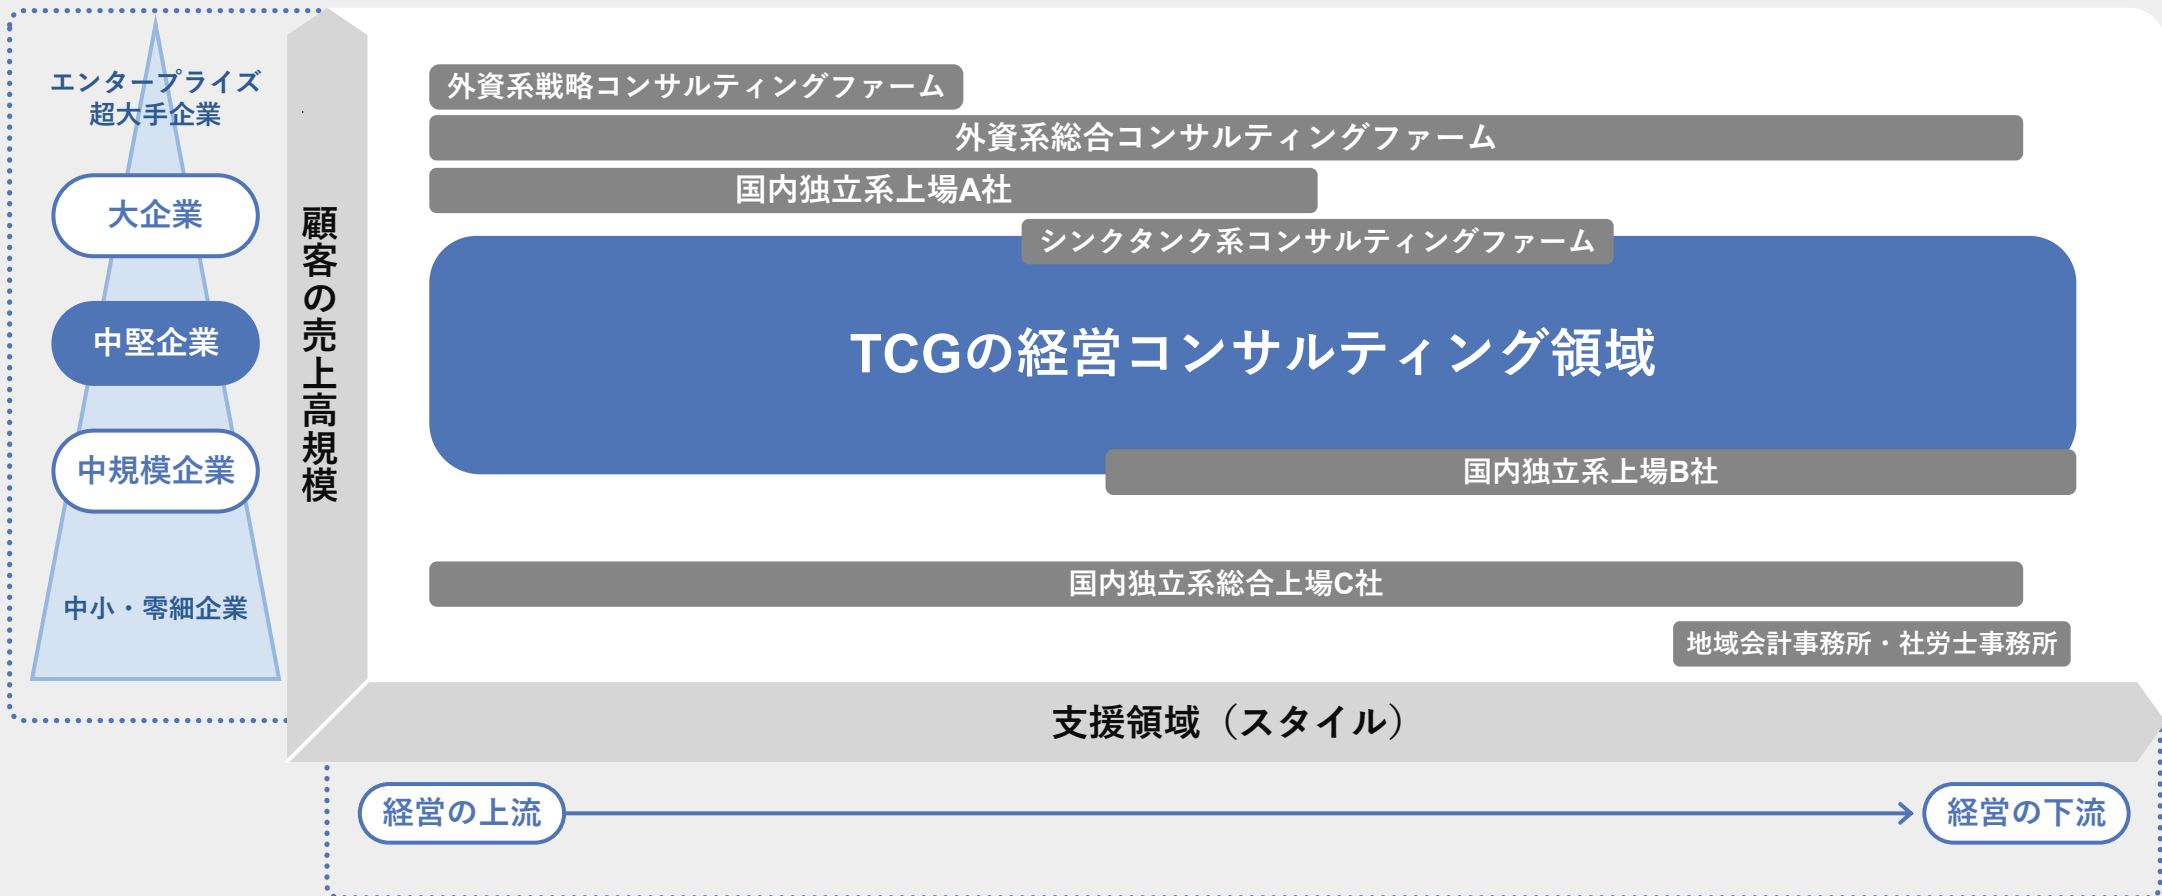 エンタープライズ
超大手企業
大企業
中堅企業
中規模企業
中小・零細企業
顧客の売上高規模
外資系戦略コンサルティングファーム
外資系総合コンサルティングファーム
国内独立系上場A社
シンクタンク系コンサルティングファーム
TCGの経営コンサルティング領域
国内独立系上場B社
国内独立系総合上場C社
地域会計事務所・社労士事務所
支援領域（スタイル）
経営の上流
経営の下流